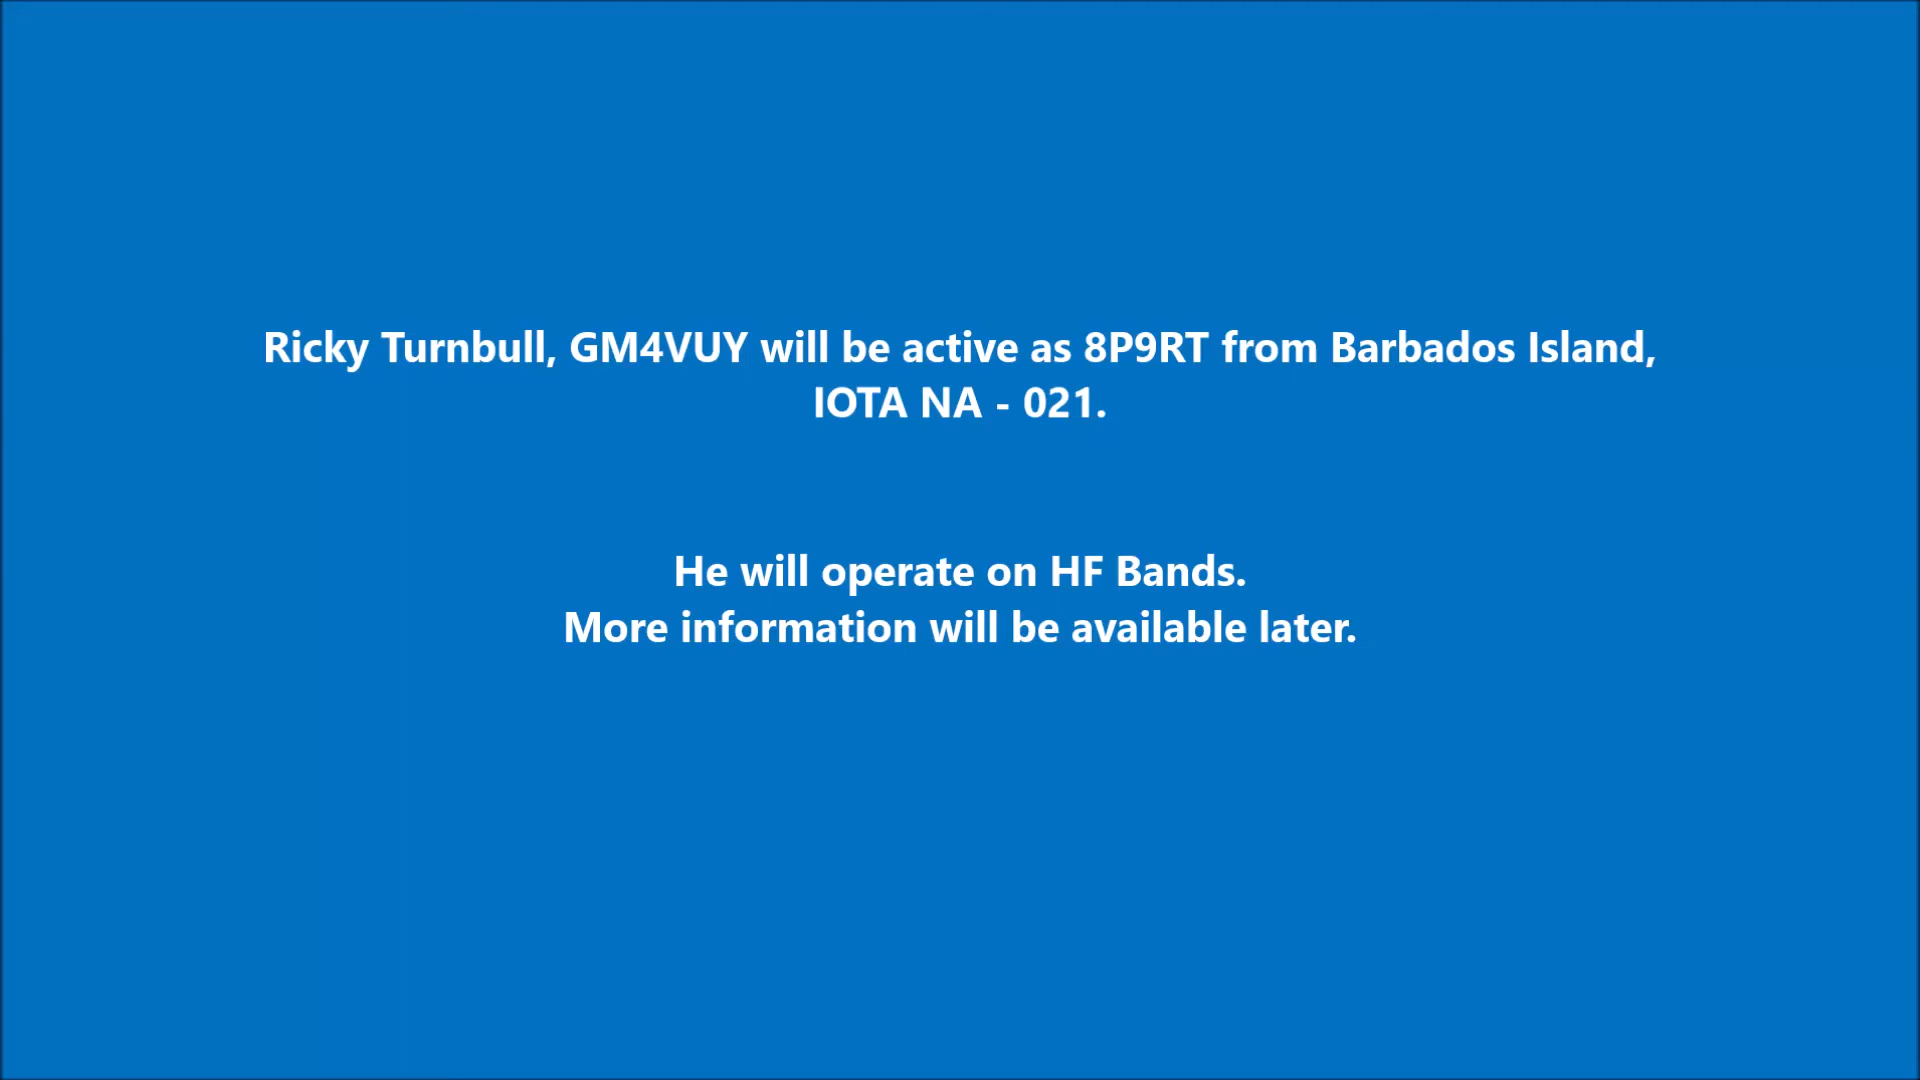 Ricky Turnbull, GM4VUY will be active as 8P9RT from Barbados Island,
IOTA NA - 021.
He will operate on HF Bands.
More information will be available later.